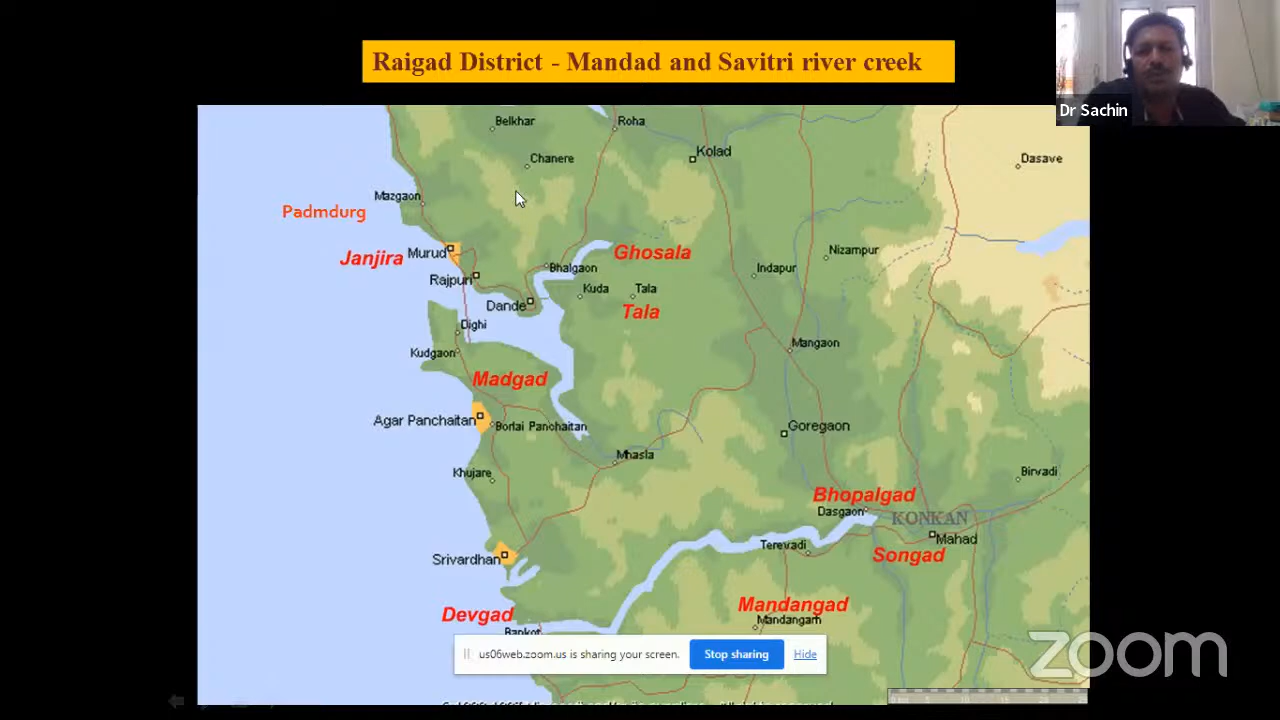 Raigad District - Mandad and Savitri river creek
Dr Sachin
Belkhar
Roha
Kolad
Chanere
Dasave
Mazgaon
Padmdurg
Murud
Janjira
Ghosala
Nizampur
Rajpuri
Bhalgaon
Indapur
Kuda
Tala
Dande
Tala
Dighi
Mangaon
Kudgaon
Madgad
Agar Panchaitan
Borlai Panchaitan
Goregaon
Mhasla
Khujare
Birvadi
Bhopalgad
Dasgaon
KONKAN
Mahad
Terevadi
Songad
Srivardhan
Devgad
Mandangad
Mandangarh
Bankot
us06web.zoom.us is sharing your screen.
Stop sharing
Hide
zoom